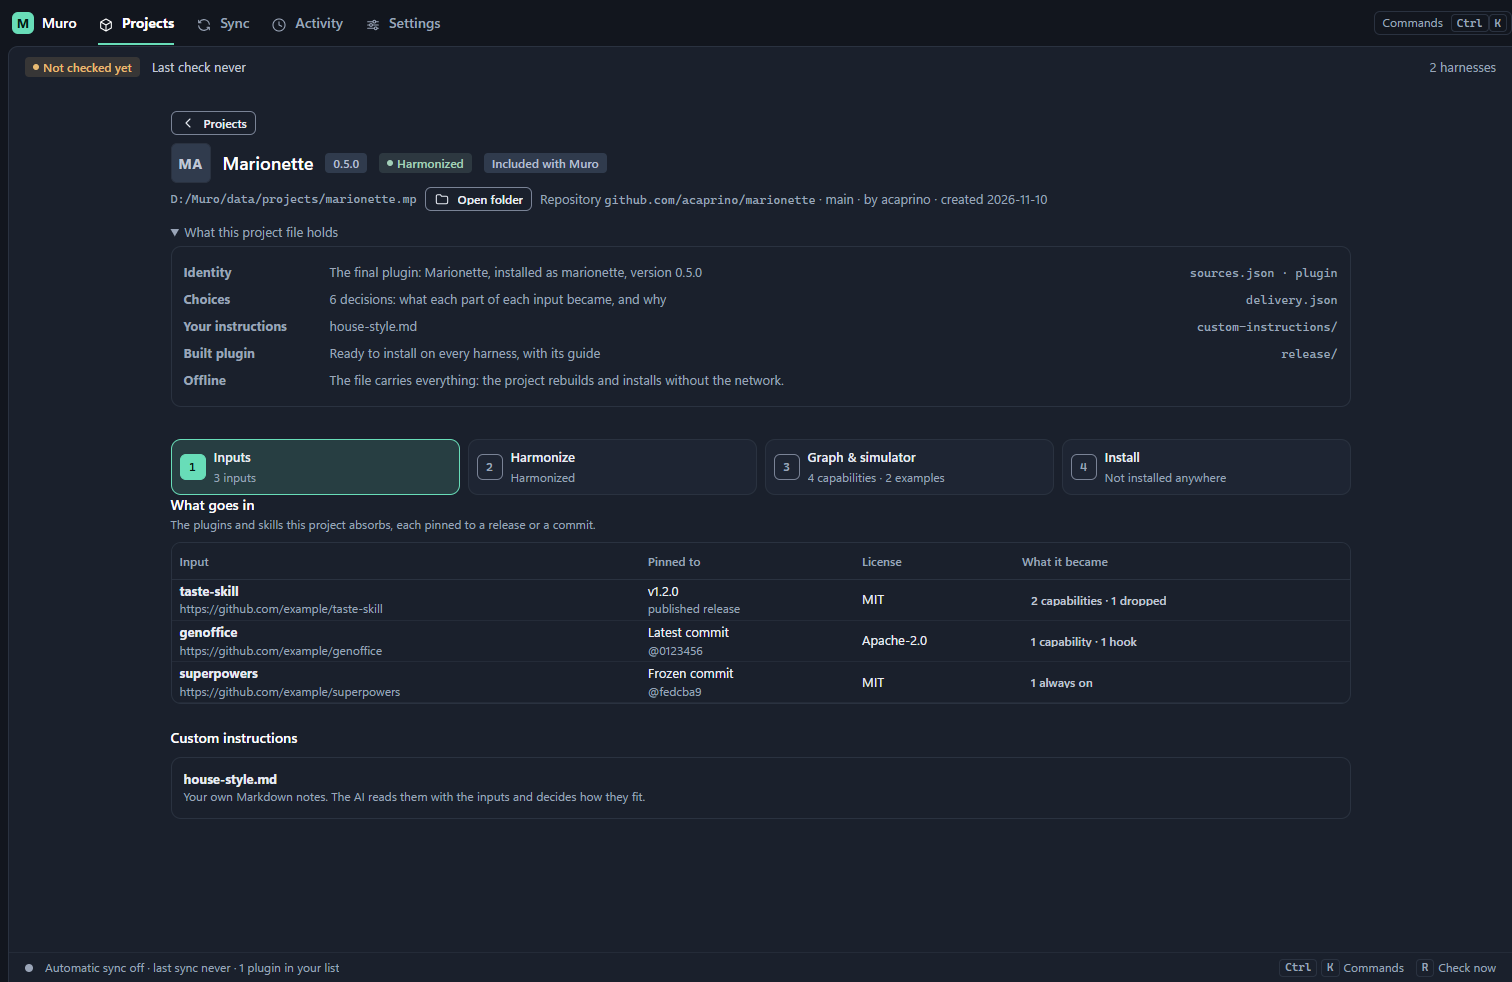 M Muro Projects Sync Activity Settings Commands Ctrl K
Not checked yet Last check never 2 harnesses
Projects
MA Marionette 0.5.0 Harmonized Included with Muro
D:/Muro/data/projects/marionette.mp Open folder Repository github.com/acaprino/marionette · main · by acaprino · created 2026-11-10
What this project file holds
Identity The final plugin: Marionette, installed as marionette, version 0.5.0 sources.json · plugin
Choices 6 decisions: what each part of each input became, and why delivery.json
Your instructions house-style.md custom-instructions/
Built plugin Ready to install on every harness, with its guide release/
Offline The file carries everything: the project rebuilds and installs without the network.
1 Inputs
3 inputs
2 Harmonize
Harmonized
3 Graph & simulator
4 capabilities · 2 examples
4 Install
Not installed anywhere
What goes in
The plugins and skills this project absorbs, each pinned to a release or a commit.
Input Pinned to License What it became
taste-skill v1.2.0 MIT 2 capabilities · 1 dropped
https://github.com/example/taste-skill published release
genoffice Latest commit Apache-2.0 1 capability · 1 hook
https://github.com/example/genoffice @0123456
superpowers Frozen commit MIT 1 always on
https://github.com/example/superpowers @fedcba9
Custom instructions
house-style.md
Your own Markdown notes. The AI reads them with the inputs and decides how they fit.
Automatic sync off · last sync never · 1 plugin in your list Ctrl K Commands R Check now